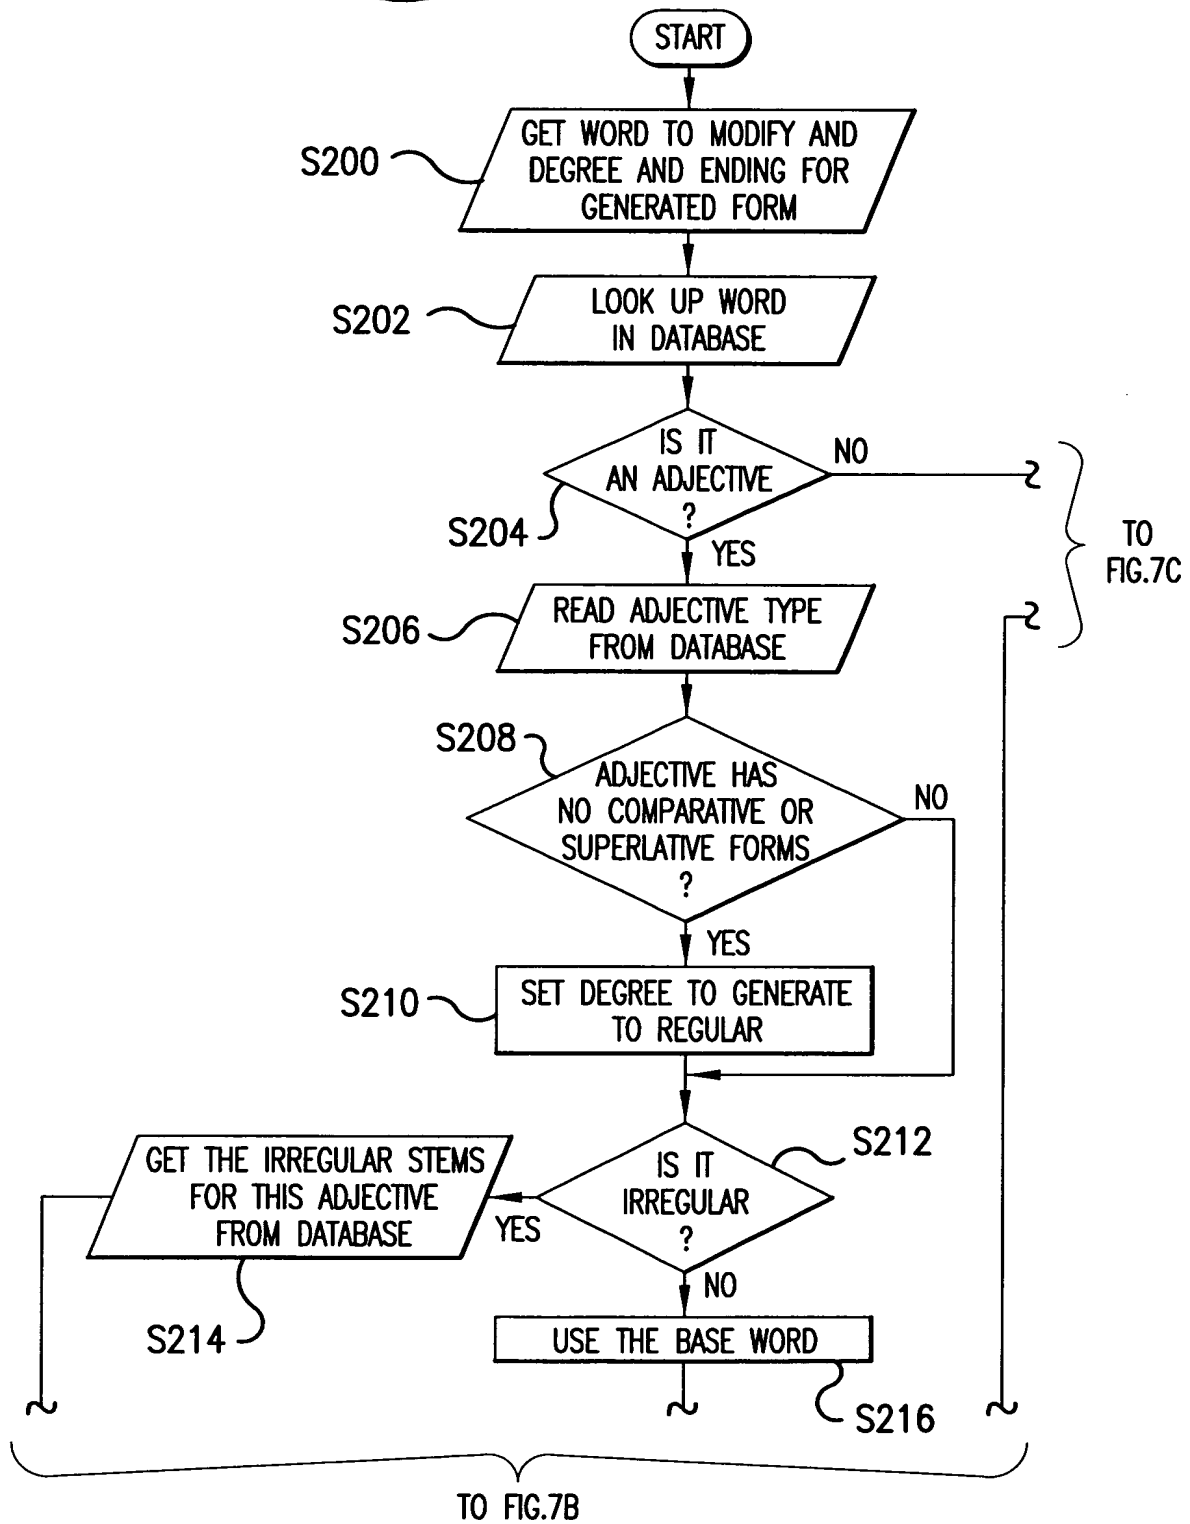 START
GET WORD TO MODIFY AND
DEGREE AND ENDING FOR
GENERATED FORM
S200
LOOK UP WORD
IN DATABASE
S202
IS IT
AN ADJECTIVE
?
S204
NO
YES
TO
FIG.7C
READ ADJECTIVE TYPE
FROM DATABASE
S206
S208
ADJECTIVE HAS
NO COMPARATIVE OR
SUPERLATIVE FORMS
?
NO
YES
SET DEGREE TO GENERATE
TO REGULAR
S210
IS IT
IRREGULAR
?
S212
YES
NO
GET THE IRREGULAR STEMS
FOR THIS ADJECTIVE
FROM DATABASE
S214
USE THE BASE WORD
S216
TO FIG.7B